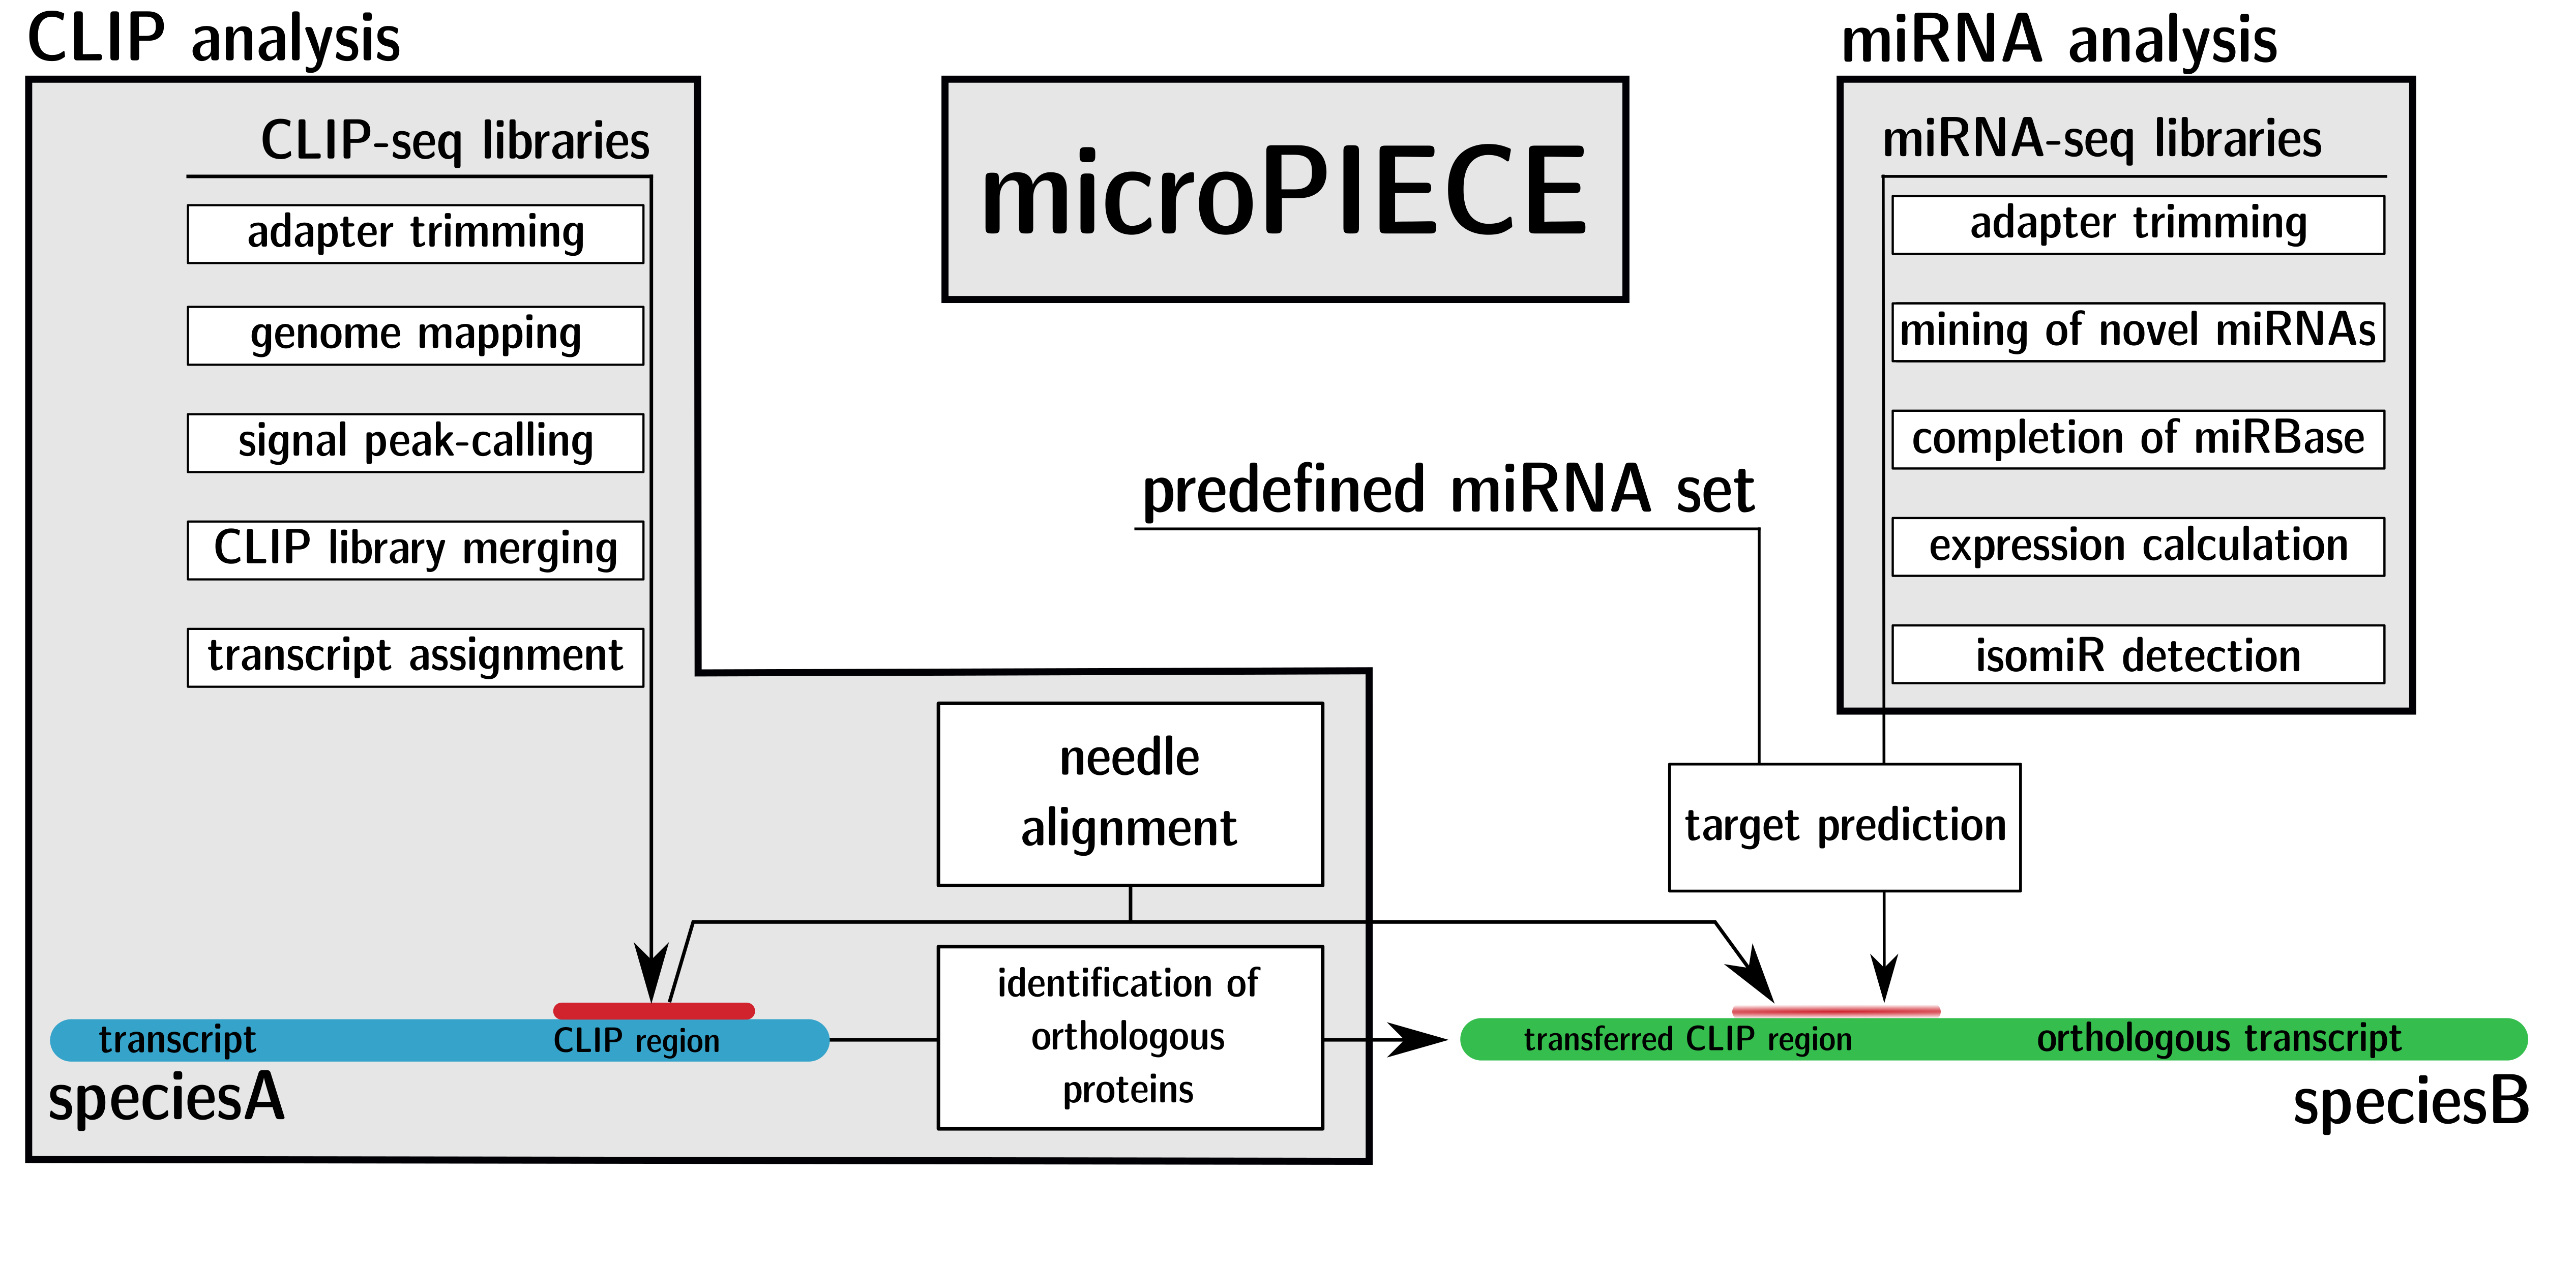 CLIP analysis
CLIP-seq libraries
adapter trimming
genome mapping
signal peak-calling
CLIP library merging
transcript assignment
microPIECE
miRNA analysis
miRNA-seq libraries
adapter trimming
mining of novel miRNAs
completion of miRBase
expression calculation
isomiR detection
predefined miRNA set
needle
alignment
target prediction
identification of
orthologous
proteins
transcript
CLIP region
speciesA
transferred CLIP region
orthologous transcript
speciesB